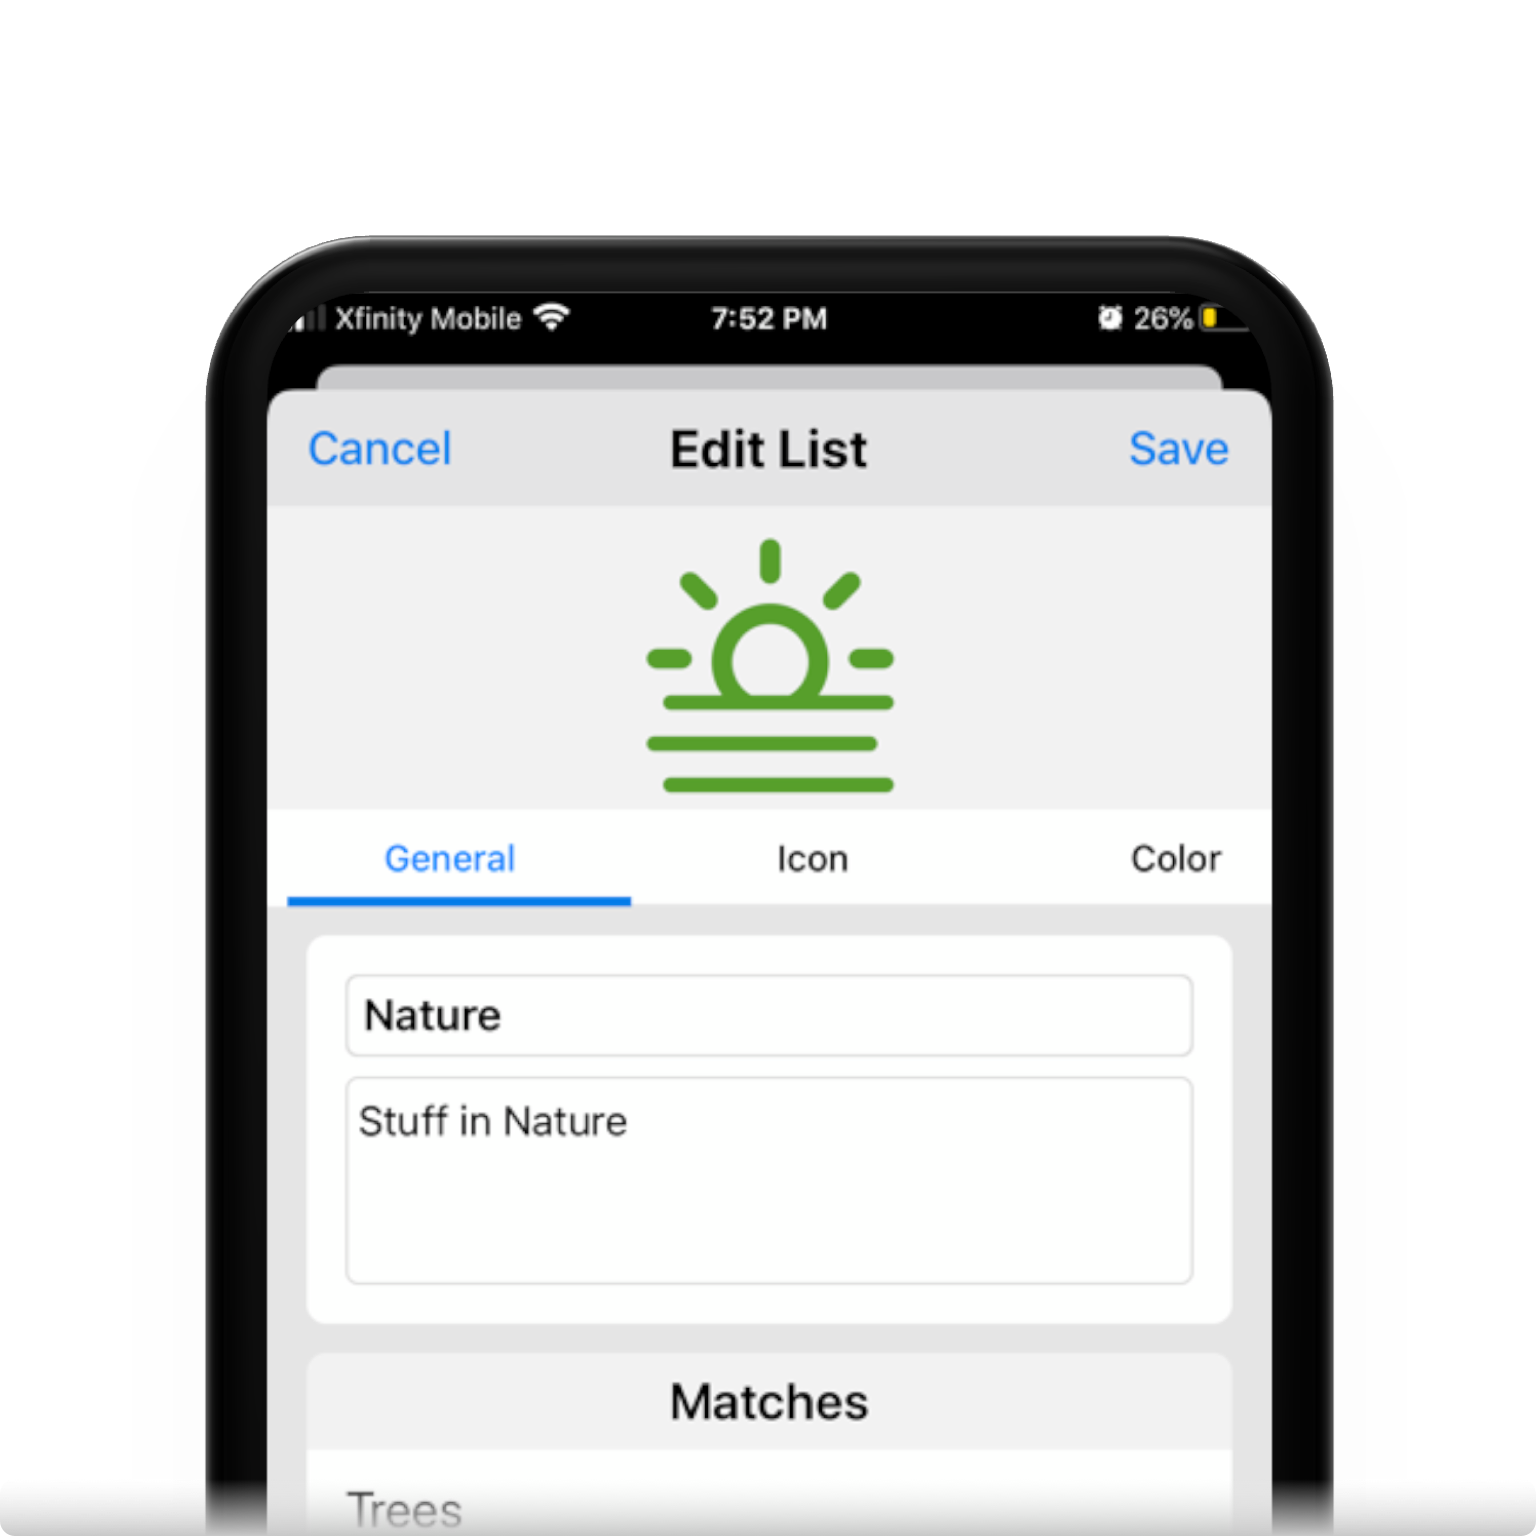 Xfinity Mobile 7:52 PM 26%
Cancel Edit List Save
General Icon Color
Nature
Stuff in Nature
Matches
Trees